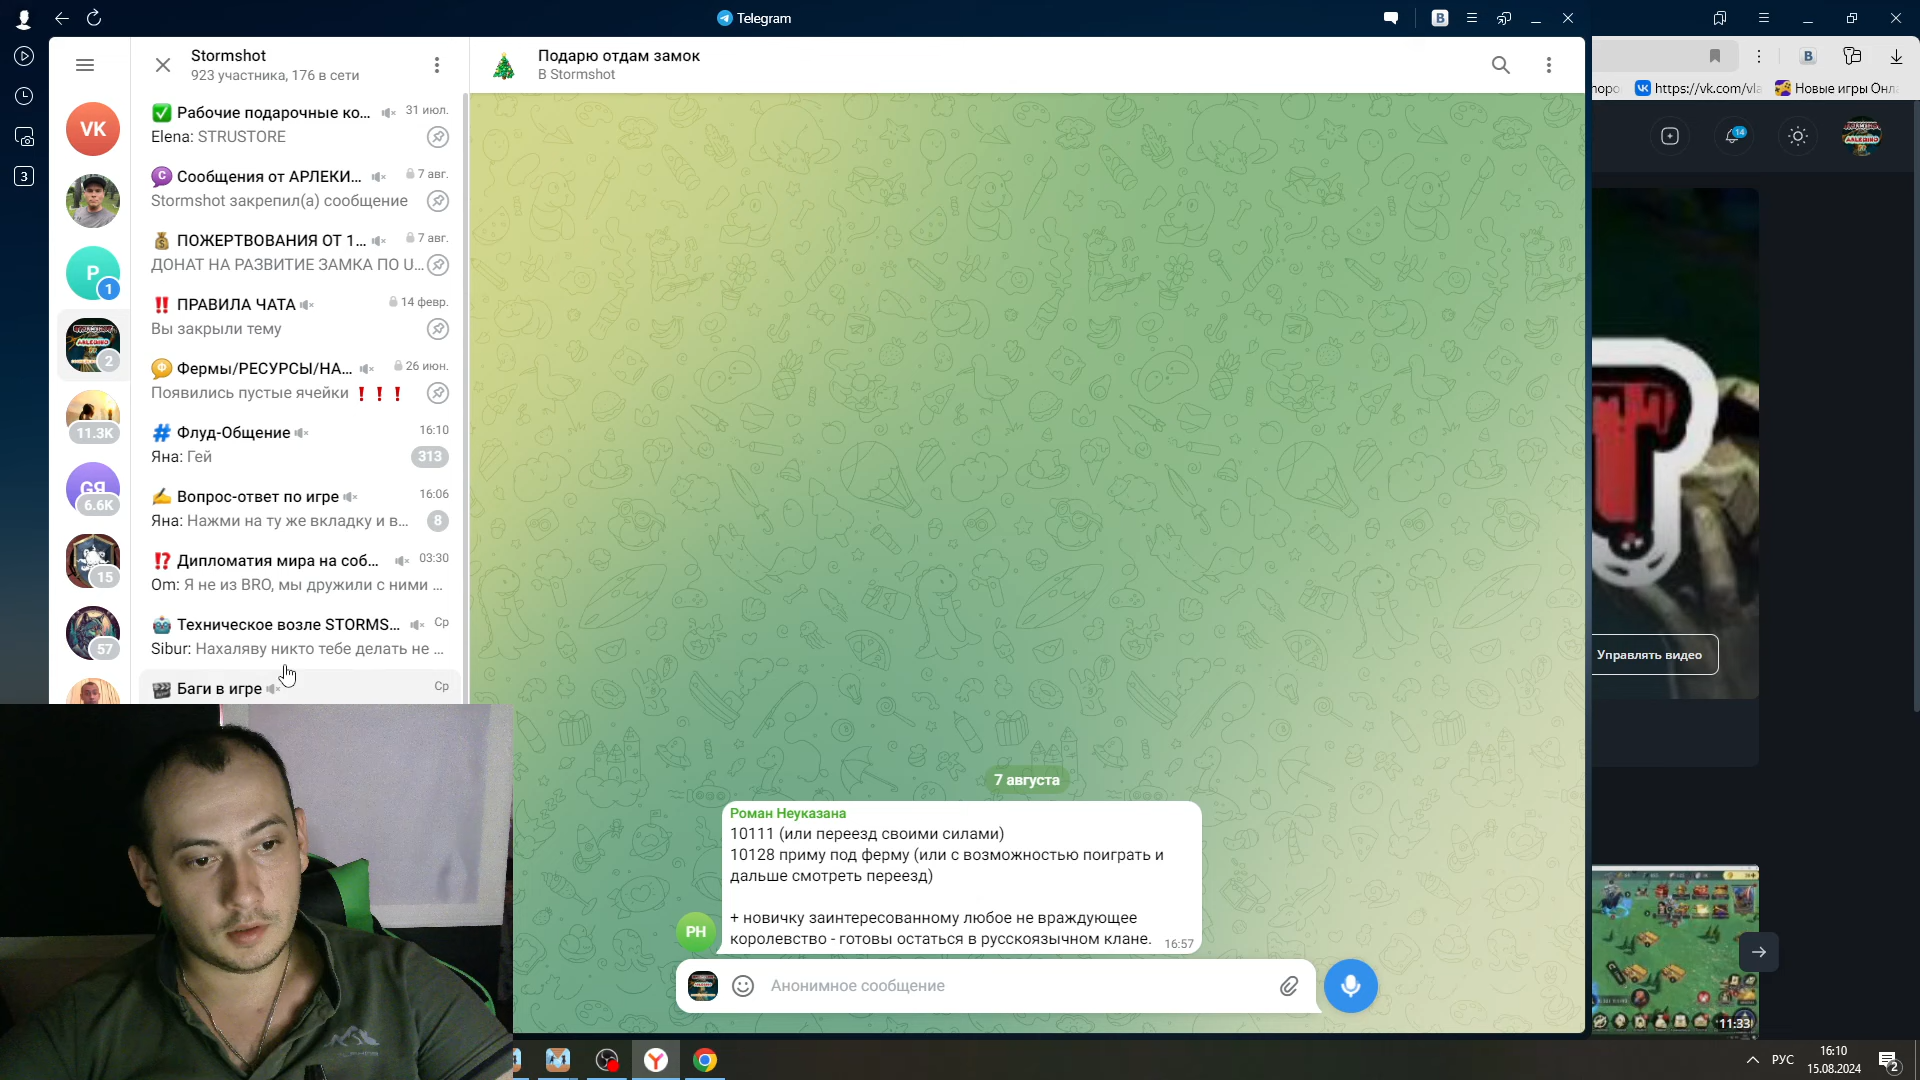 Telegram
B
3
Stormshot
923 участника, 176 в сети
Подарю отдам замок
В Stormshot
https://vk.com/vla
Новые игры Онл
14
VK
P
1
2
11.3K
GЯ
6.6K
15
57
✅ Рабочие подарочные ко...
31 июл.
Elena: STRUSTORE
Сообщения от АРЛЕКИ...
7 авг.
Stormshot закрепил(а) сообщение
ПОЖЕРТВОВАНИЯ ОТ 1...
7 авг.
ДОНАТ НА РАЗВИТИЕ ЗАМКА ПО U...
‼ ПРАВИЛА ЧАТА
14 февр.
Вы закрыли тему
Фермы/РЕСУРСЫ/НА...
26 июн.
Появились пустые ячейки ❗❗❗
# Флуд-Общение
16:10
Яна: Гей
313
Вопрос-ответ по игре
16:06
Яна: Нажми на ту же вкладку и в...
8
⁉ Дипломатия мира на соб...
03:30
Om: Я не из BRO, мы дружили с ними ...
Техническое возле STORMS...
Ср
Sibur: Нахаляву никто тебе делать не ...
Баги в игре
Ср
7 августа
Роман Неуказана
10111 (или переезд своими силами)
10128 приму под ферму (или с возможностью поиграть и
дальше смотреть переезд)
+ новичку заинтересованному любое не враждующее
королевство - готовы остаться в русскоязычном клане.
16:57
РН
Анонимное сообщение
Управлять видео
11:33
РУС
16:10
15.08.2024
2